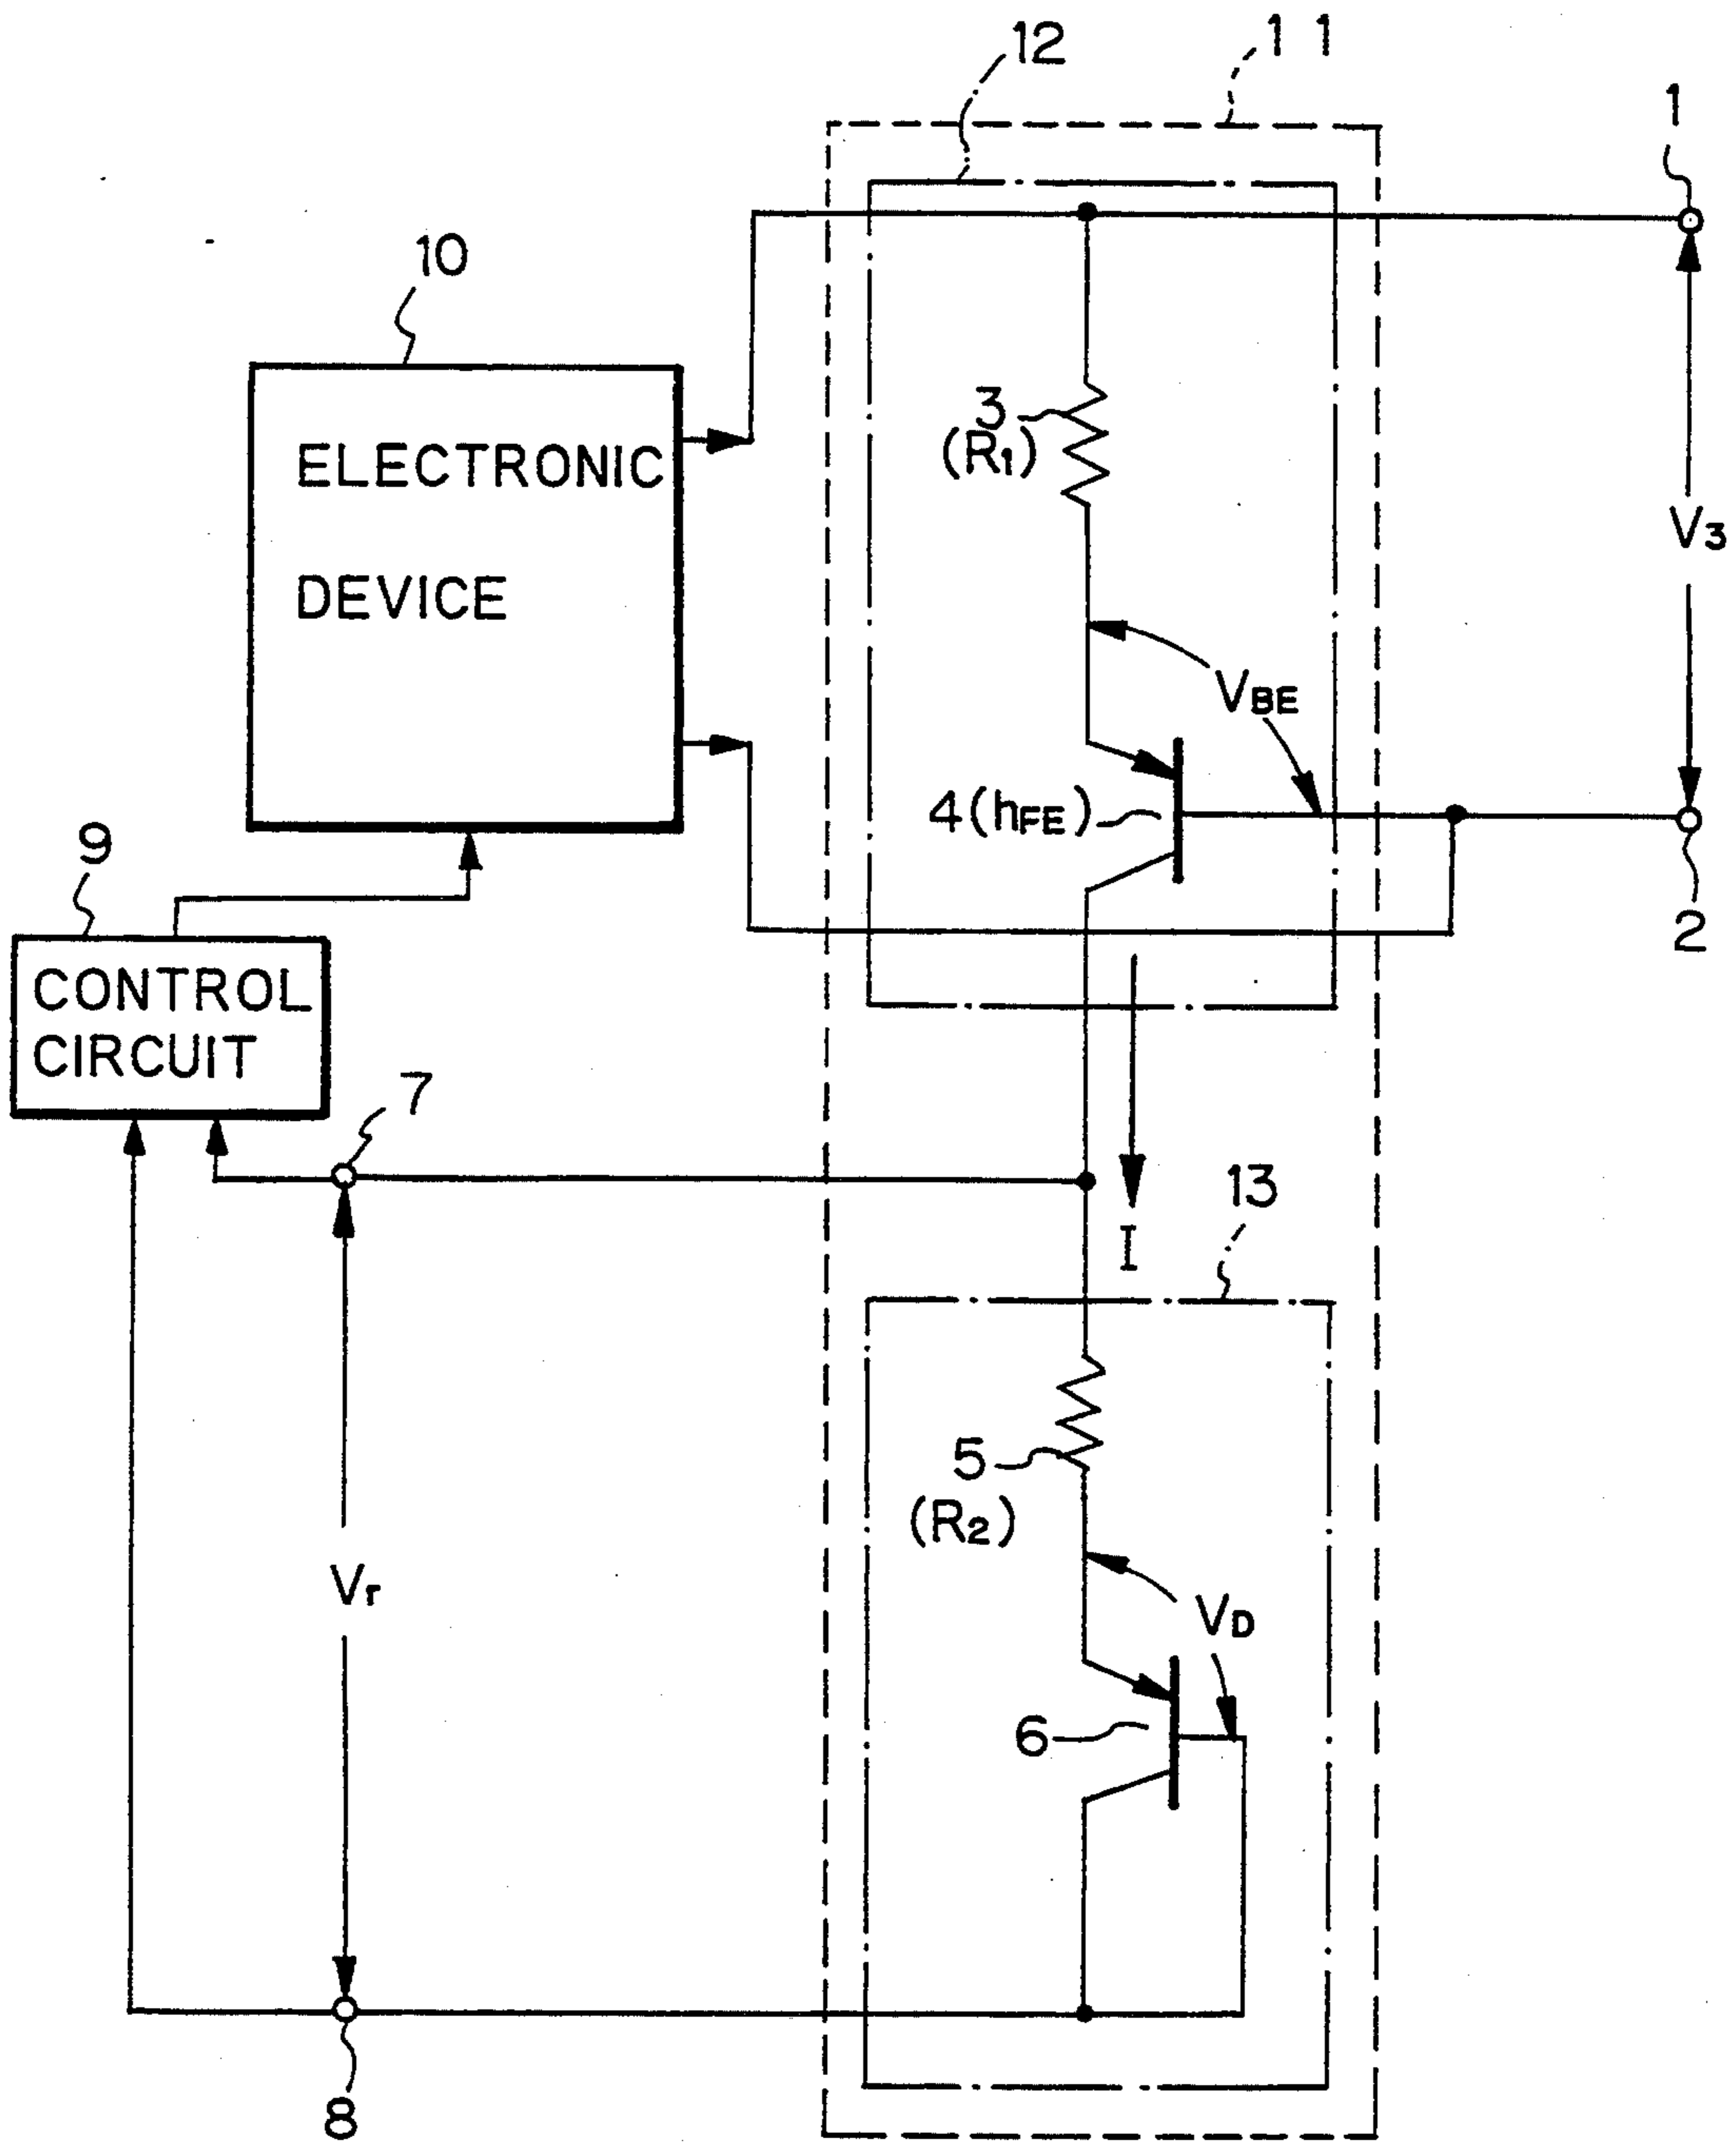 11
12
1
10
ELECTRONIC
DEVICE
3
(R1)
V3
VBE
4(hFE)
9
2
CONTROL
CIRCUIT
7
13
I
5
(R2)
Vr
VD
6
8